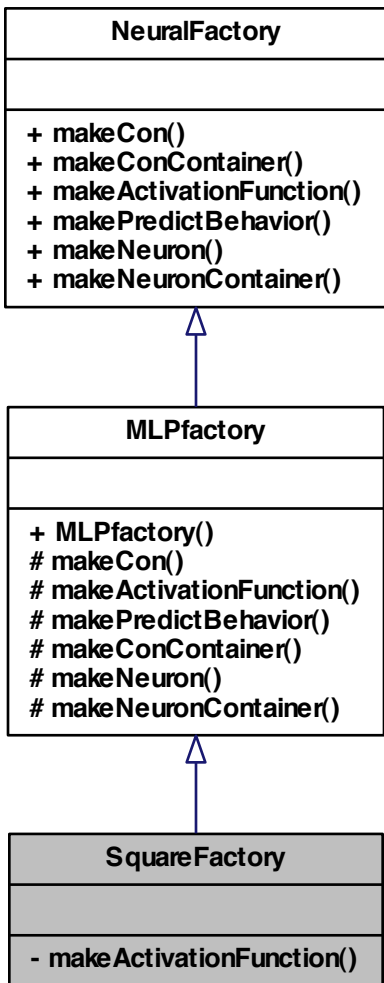 NeuralFactory
+ makeCon()
+ makeConContainer()
+ makeActivationFunction()
+ makePredictBehavior()
+ makeNeuron()
+ makeNeuronContainer()
MLPfactory
+ MLPfactory()
# makeCon()
# makeActivationFunction()
# makePredictBehavior()
# makeConContainer()
# makeNeuron()
# makeNeuronContainer()
SquareFactory
- makeActivationFunction()